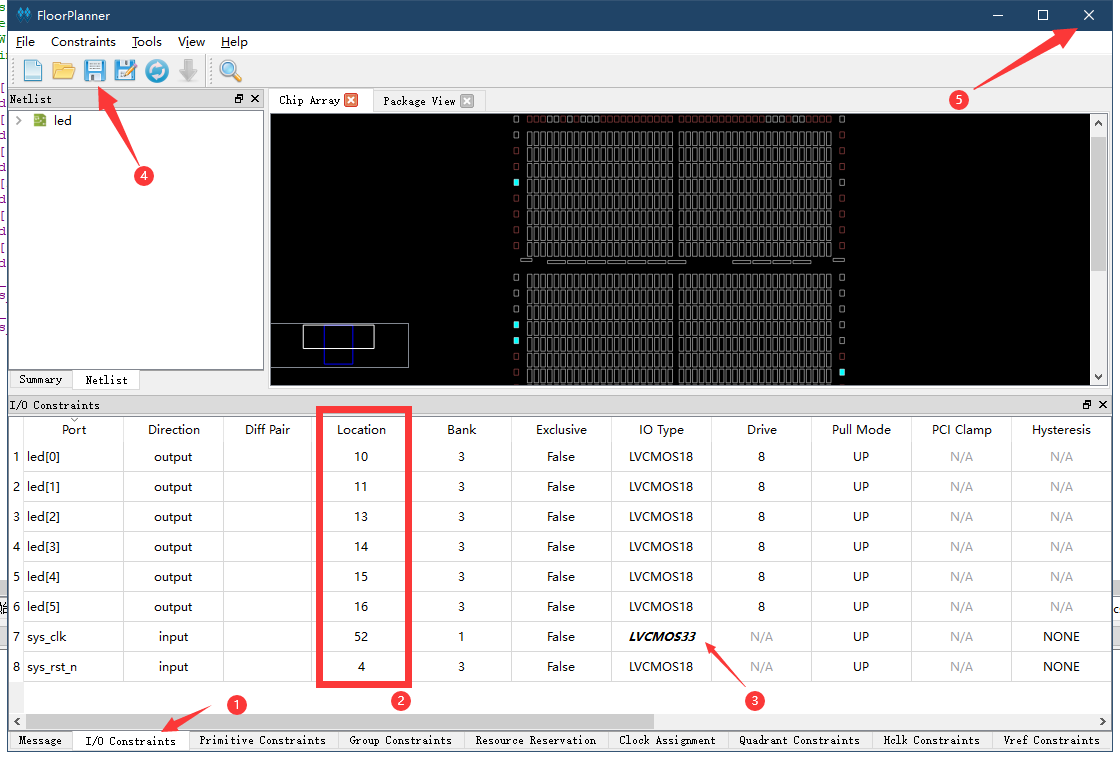 FloorPlanner
File Constraints Tools View Help
Netlist
Chip Array Package View
5
led
4
Summary Netlist
I/O Constraints
Port Direction Diff Pair Location Bank Exclusive IO Type Drive Pull Mode PCI Clamp Hysteresis
1 led[0] output 10 3 False LVCMOS18 8 UP N/A N/A
2 led[1] output 11 3 False LVCMOS18 8 UP N/A N/A
3 led[2] output 13 3 False LVCMOS18 8 UP N/A N/A
4 led[3] output 14 3 False LVCMOS18 8 UP N/A N/A
5 led[4] output 15 3 False LVCMOS18 8 UP N/A N/A
6 led[5] output 16 3 False LVCMOS18 8 UP N/A N/A
7 sys_clk input 52 1 False LVCMOS33 N/A UP N/A NONE
8 sys_rst_n input 4 3 False LVCMOS18 N/A UP N/A NONE
1 2 3
Message I/O Constraints Primitive Constraints Group Constraints Resource Reservation Clock Assignment Quadrant Constraints Hclk Constraints Vref Constraints